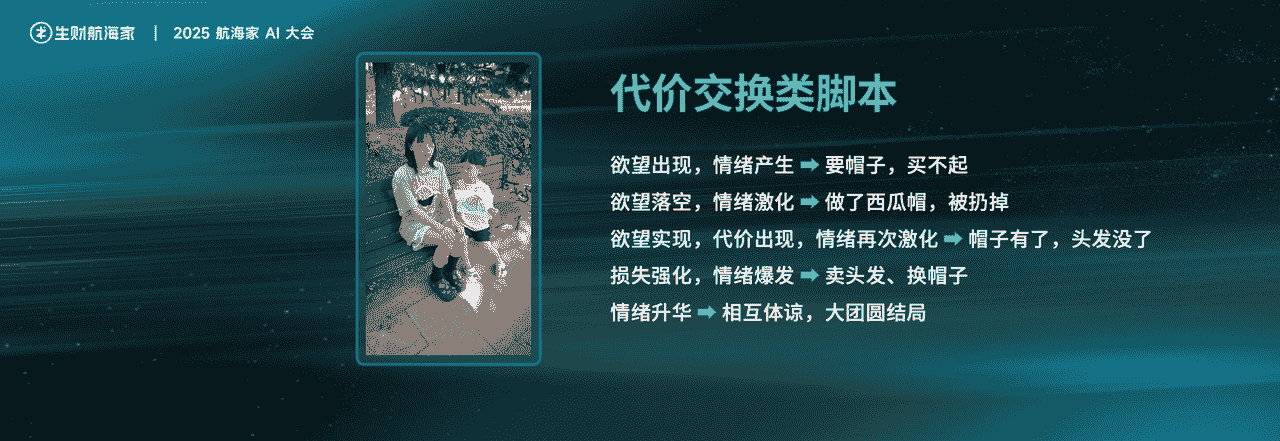 生财航海家 | 2025 航海家 AI 大会
代价交换类脚本
欲望出现，情绪产生 ➡ 要帽子，买不起
欲望落空，情绪激化 ➡ 做了西瓜帽，被扔掉
欲望实现，代价出现，情绪再次激化 ➡ 帽子有了，头发没了
损失强化，情绪爆发 ➡ 卖头发、换帽子
情绪升华 ➡ 相互体谅，大团圆结局